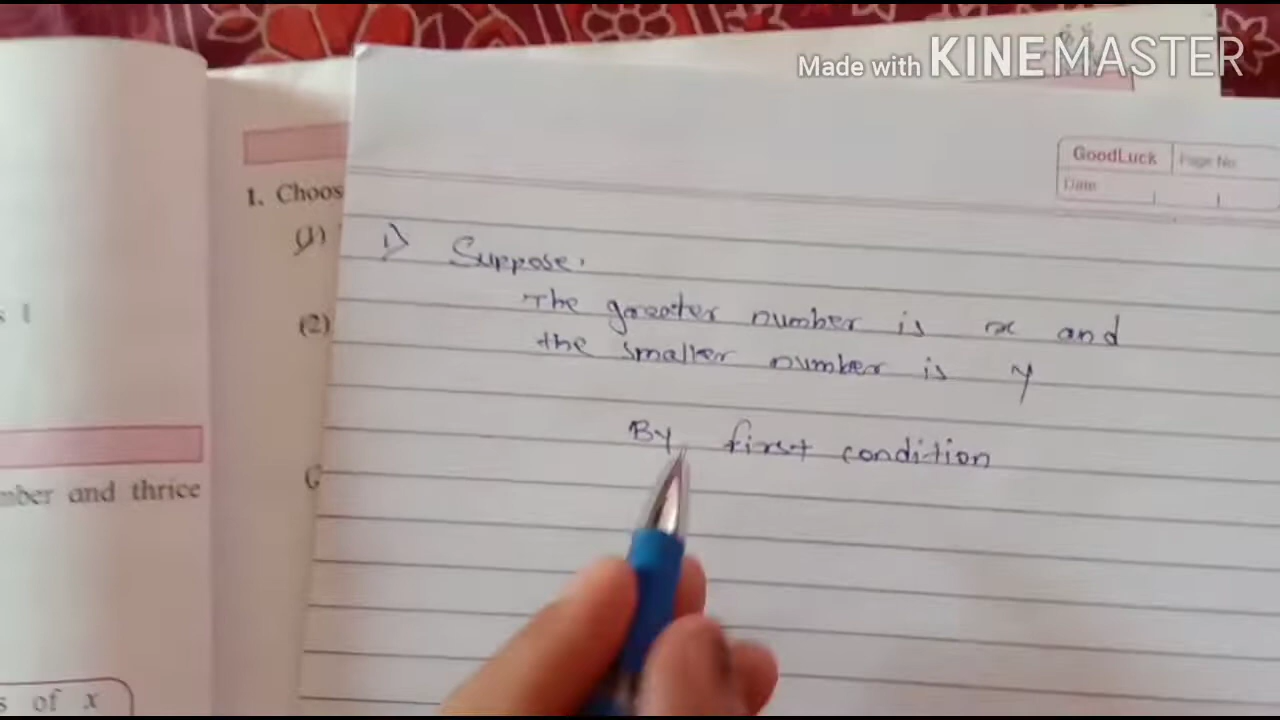 Made with KINEMASTER
GoodLuck Page No.
Date
1. Choos
(1)
(2)
1) Suppose,
The greater number is x and
the smaller number is y
By first condition
mber and thrice
s of x